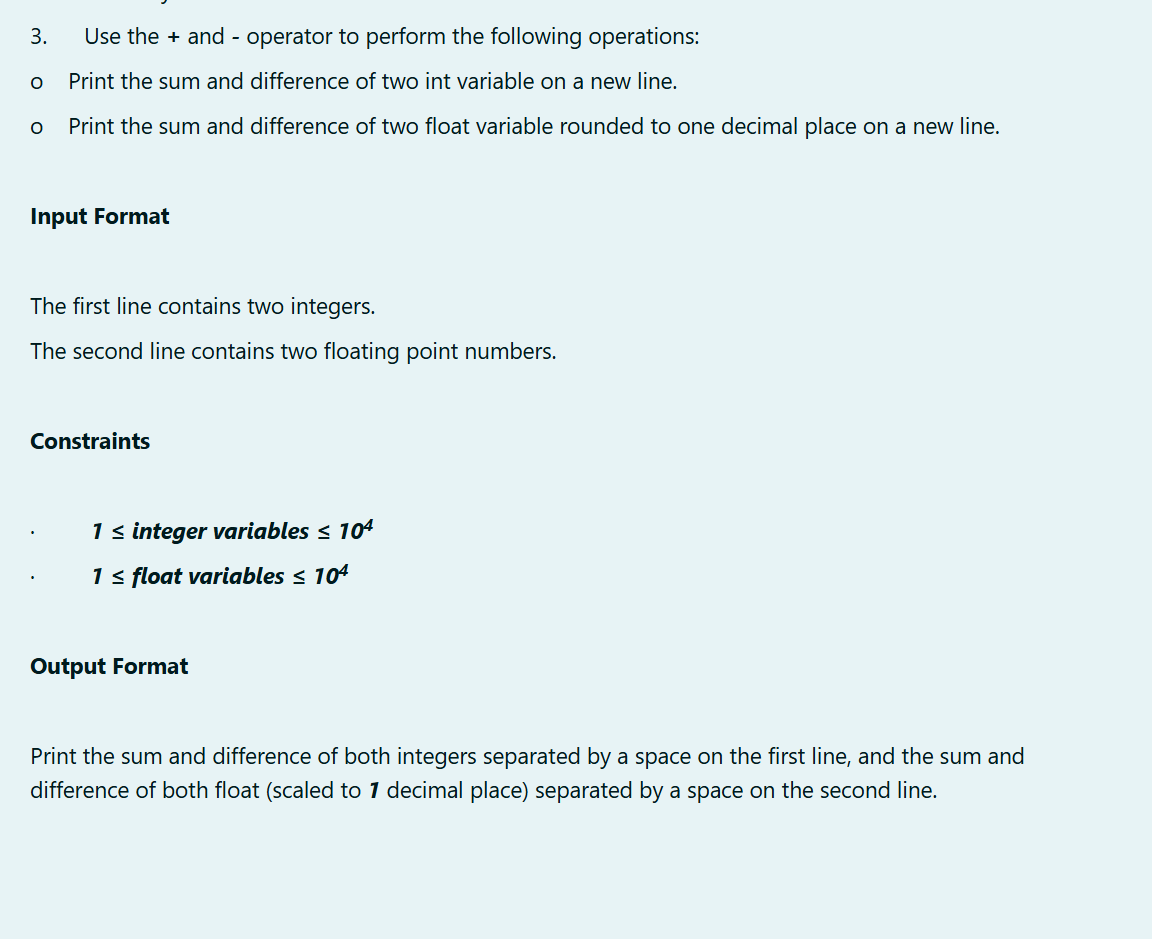 3. Use the + and - operator to perform the following operations:
o Print the sum and difference of two int variable on a new line.
o Print the sum and difference of two float variable rounded to one decimal place on a new line.
Input Format
The first line contains two integers.
The second line contains two floating point numbers.
Constraints
· 1 ≤ integer variables ≤ 10⁴
· 1 ≤ float variables ≤ 10⁴
Output Format
Print the sum and difference of both integers separated by a space on the first line, and the sum and
difference of both float (scaled to 1 decimal place) separated by a space on the second line.